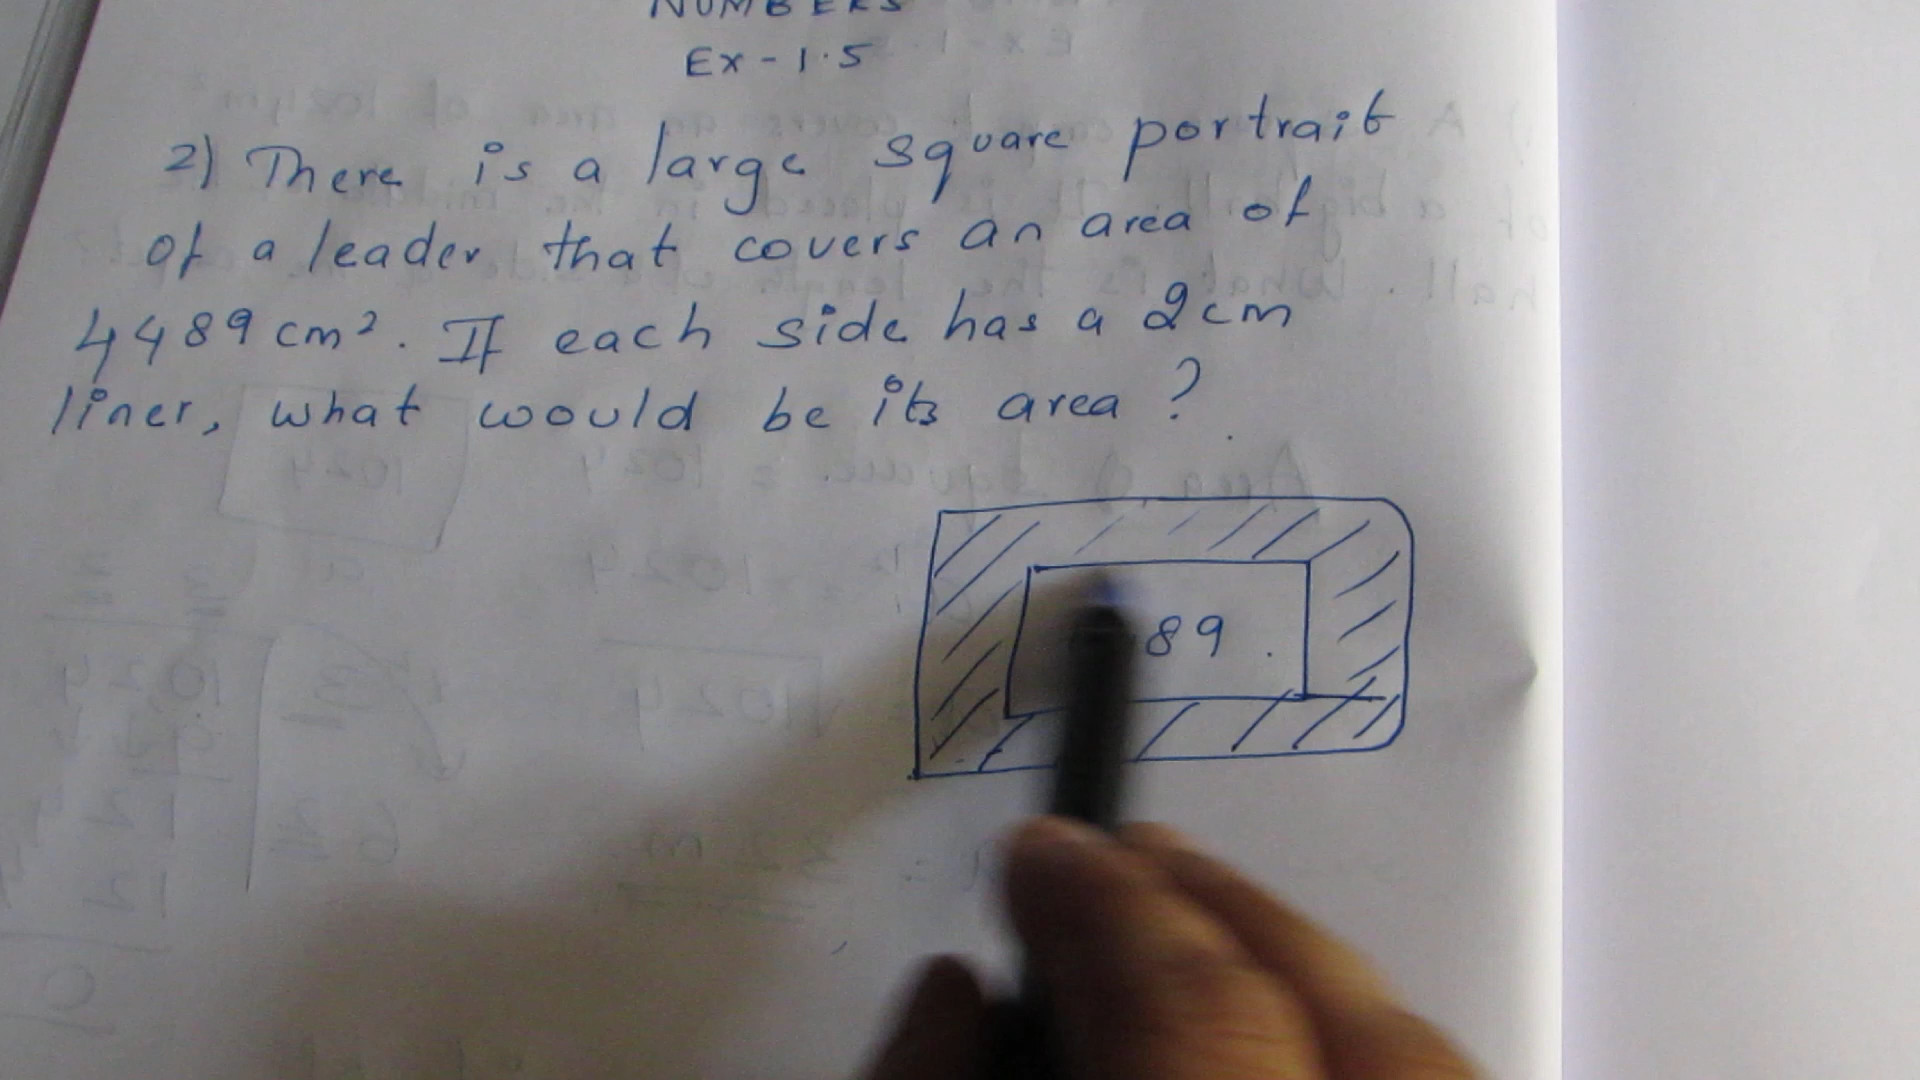 NUMBERS
Ex - 1.5
2) There is a large square portrait
of a leader that covers an area of
4489 cm². If each side has a 2cm
liner, what would be its area?
89